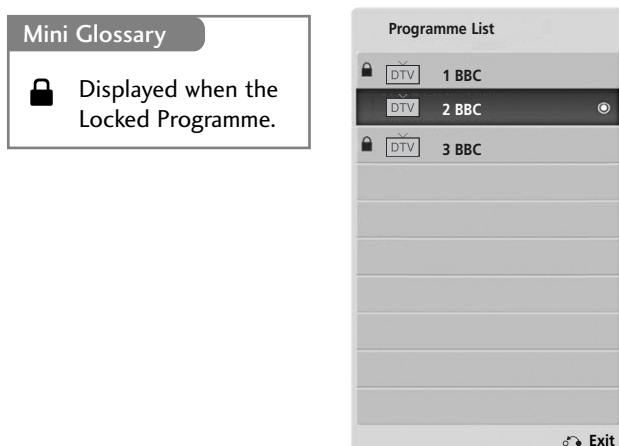 Mini Glossary
Displayed when the
Locked Programme.
Programme List
DTV 1 BBC
DTV 2 BBC
DTV 3 BBC
Exit